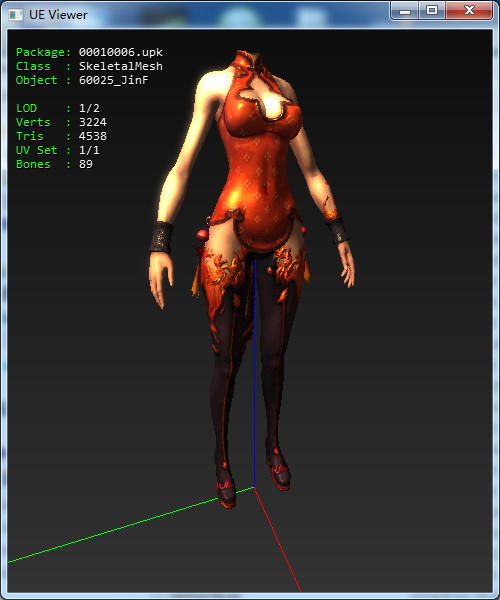 UE Viewer
Package: 00010006.upk
Class : SkeletalMesh
Object : 60025_JinF
LOD : 1/2
Verts : 3224
Tris : 4538
UV Set : 1/1
Bones : 89